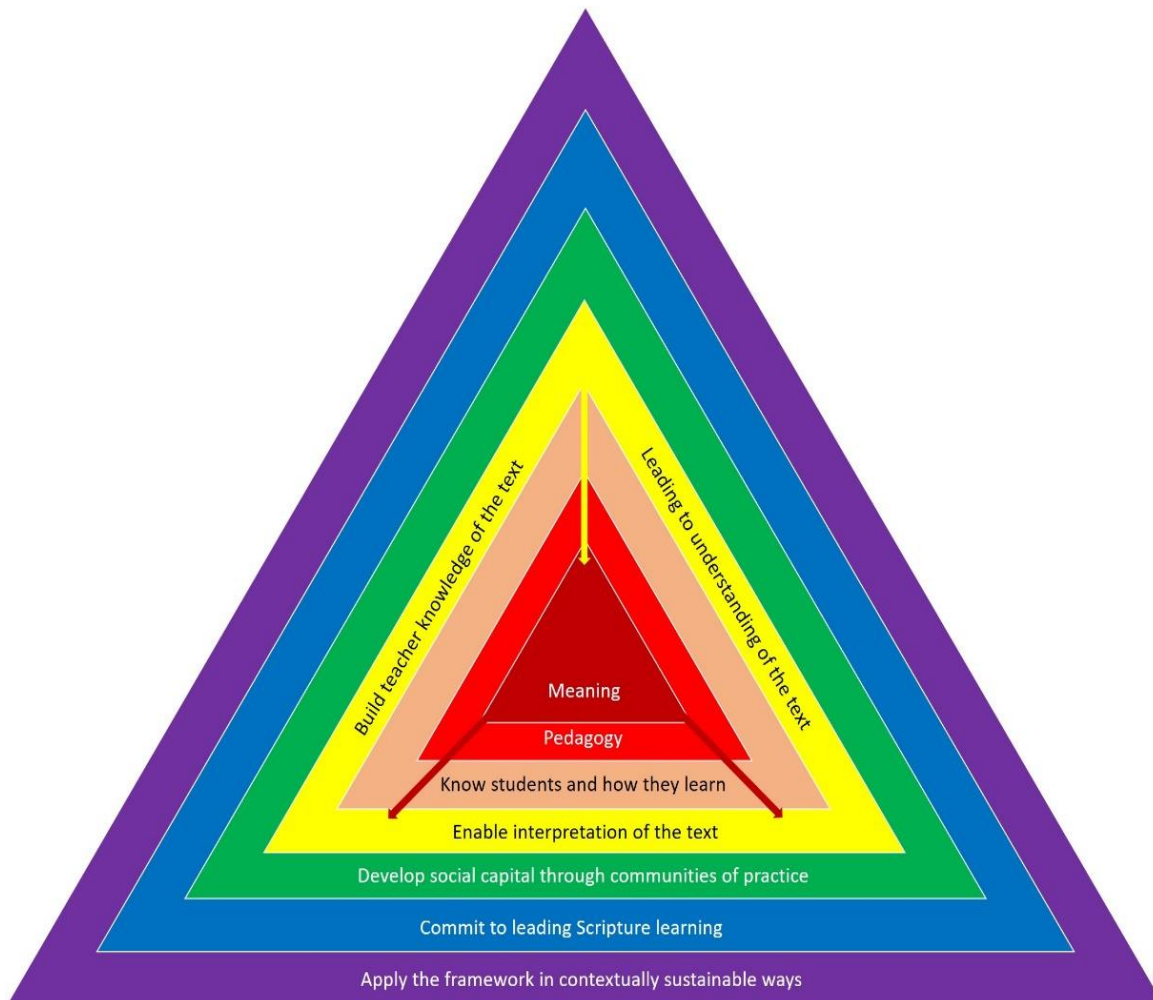 Build teacher knowledge of the text
Leading to understanding of the text
Meaning
Pedagogy
Know students and how they learn
Enable interpretation of the text
Develop social capital through communities of practice
Commit to leading Scripture learning
Apply the framework in contextually sustainable ways